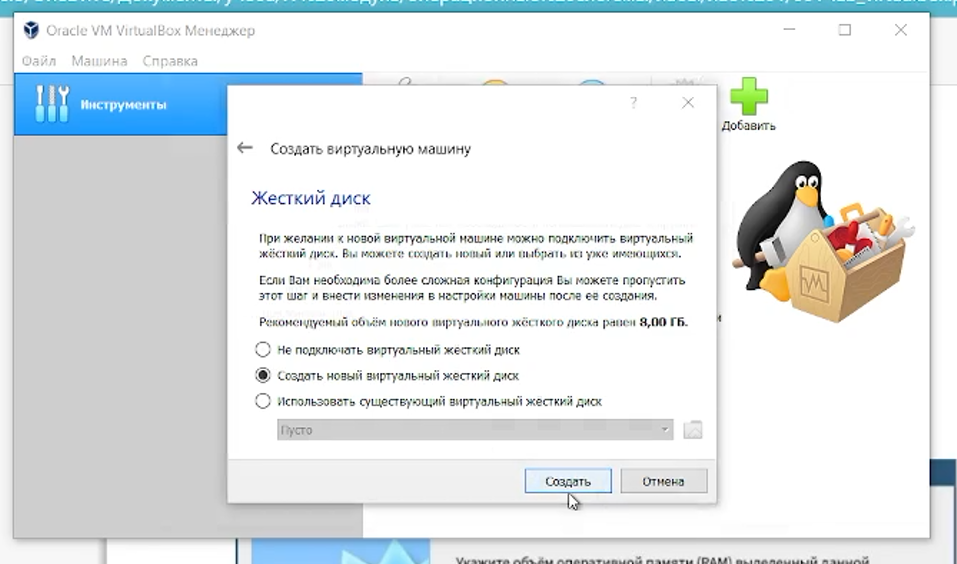 Oracle VM VirtualBox Менеджер
Файл Машина Справка
Инструменты
Добавить
?
Создать виртуальную машину
Жесткий диск
При желании к новой виртуальной машине можно подключить виртуальный
жёсткий диск. Вы можете создать новый или выбрать из уже имеющихся.
Если Вам необходима более сложная конфигурация Вы можете пропустить
этот шаг и внести изменения в настройки машины после её создания.
Рекомендуемый объём нового виртуального жёсткого диска равен 8,00 ГБ.
Не подключать виртуальный жесткий диск
Создать новый виртуальный жесткий диск
Использовать существующий виртуальный жесткий диск
Пусто
Создать Отмена
Укажите объём оперативной памяти (RAM) выделенный данной